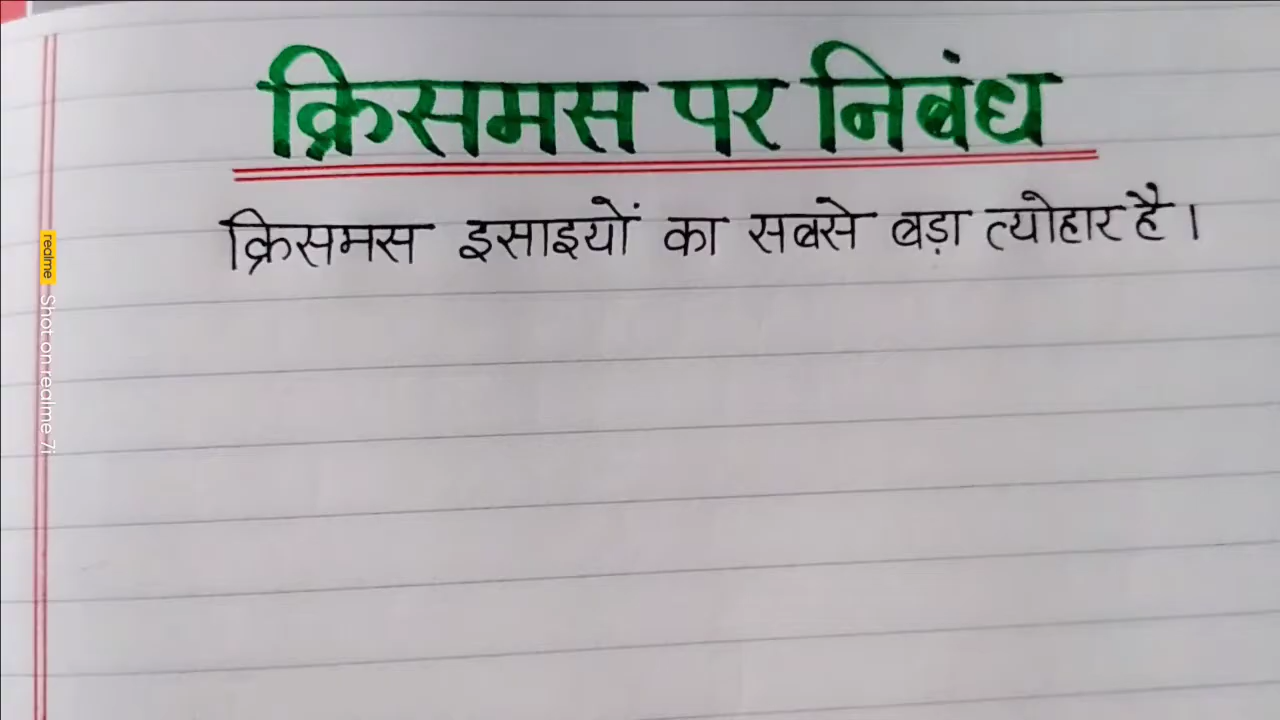 क्रिसमस पर निबंध
क्रिसमस इसाइयों का सबसे बड़ा त्योहार है।
realme Shot on realme 7i